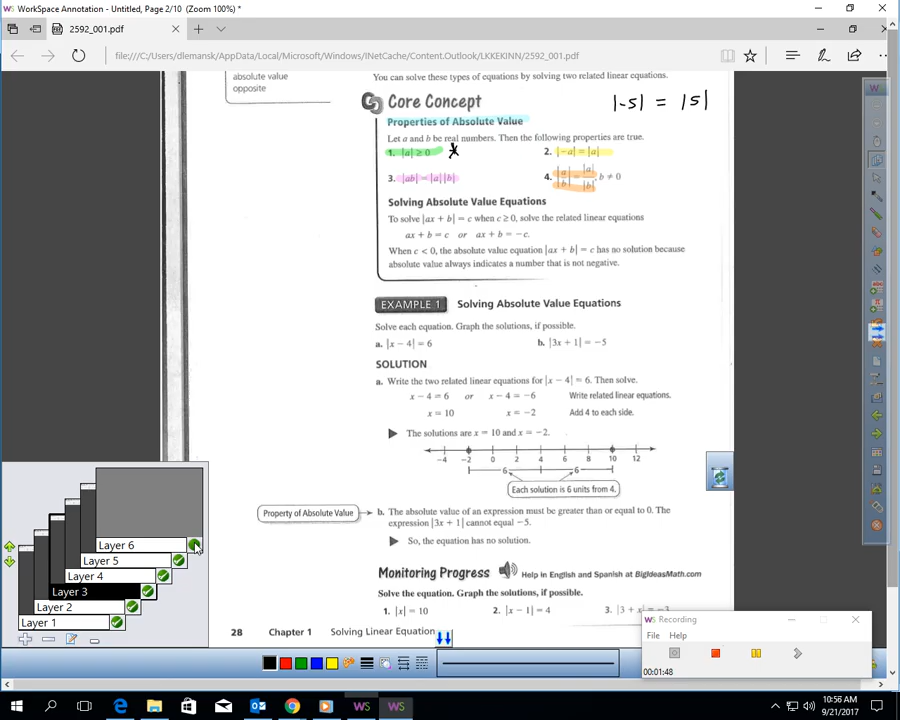 WorkSpace Annotation - Untitled, Page 2/10 (Zoom 100%) *
2592_001.pdf
file:///C:/Users/dlemansk/AppData/Local/Microsoft/Windows/INetCache/Content.Outlook/LKKEKINN/2592_001.pdf
absolute value
opposite
You can solve these types of equations by solving two related linear equations.
Core Concept
|-5| = |5|
Properties of Absolute Value
Let a and b be real numbers. Then the following properties are true.
1. |a| ≥ 0 *
2. |−a| = |a|
3. |ab| = |a| |b|
4. |a/b| = |a|/|b|, b ≠ 0
Solving Absolute Value Equations
To solve |ax + b| = c when c ≥ 0, solve the related linear equations
ax + b = c or ax + b = −c.
When c < 0, the absolute value equation |ax + b| = c has no solution because
absolute value always indicates a number that is not negative.
EXAMPLE 1 Solving Absolute Value Equations
Solve each equation. Graph the solutions, if possible.
a. |x − 4| = 6
b. |3x + 1| = −5
SOLUTION
a. Write the two related linear equations for |x − 4| = 6. Then solve.
x − 4 = 6 or x − 4 = −6 Write related linear equations.
x = 10 x = −2 Add 4 to each side.
The solutions are x = 10 and x = −2.
−4 −2 0 2 4 6 8 10 12
6 6
Each solution is 6 units from 4.
Property of Absolute Value
b. The absolute value of an expression must be greater than or equal to 0. The
expression |3x + 1| cannot equal −5.
So, the equation has no solution.
Monitoring Progress
Help in English and Spanish at BigIdeasMath.com
Solve the equation. Graph the solutions, if possible.
1. |x| = 10
2. |x − 1| = 4
3. |3 + x| = −3
28 Chapter 1 Solving Linear Equation
Layer 6
Layer 5
Layer 4
Layer 3
Layer 2
Layer 1
Recording
File Help
00:01:48
10:56 AM
9/21/2017